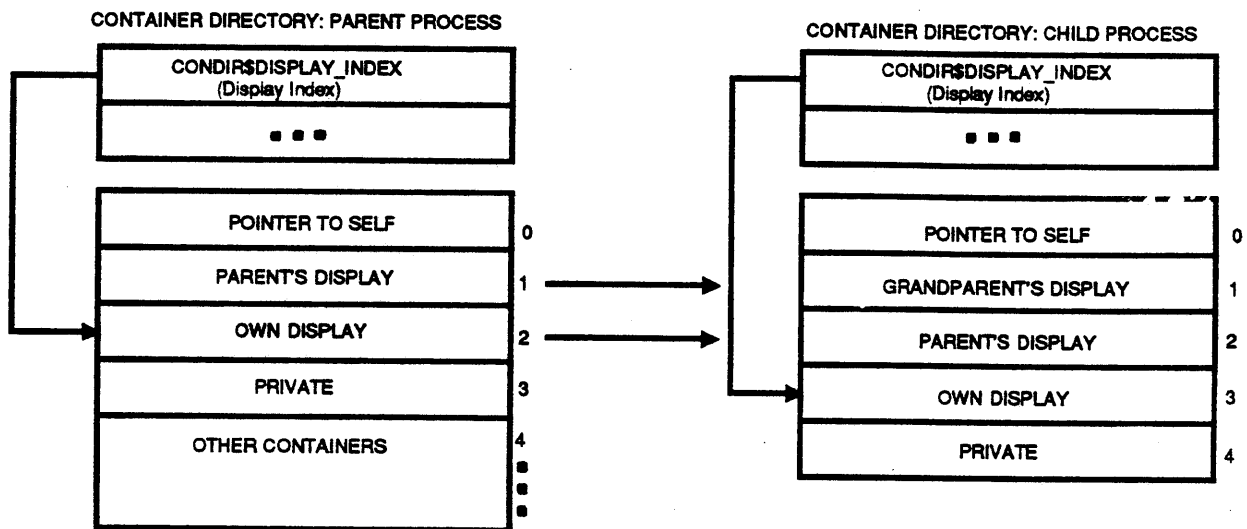 CONTAINER DIRECTORY: PARENT PROCESS
CONDIR$DISPLAY_INDEX
(Display Index)
POINTER TO SELF
0
PARENT'S DISPLAY
1
OWN DISPLAY
2
PRIVATE
3
OTHER CONTAINERS
4
CONTAINER DIRECTORY: CHILD PROCESS
CONDIR$DISPLAY_INDEX
(Display Index)
POINTER TO SELF
0
GRANDPARENT'S DISPLAY
1
PARENT'S DISPLAY
2
OWN DISPLAY
3
PRIVATE
4